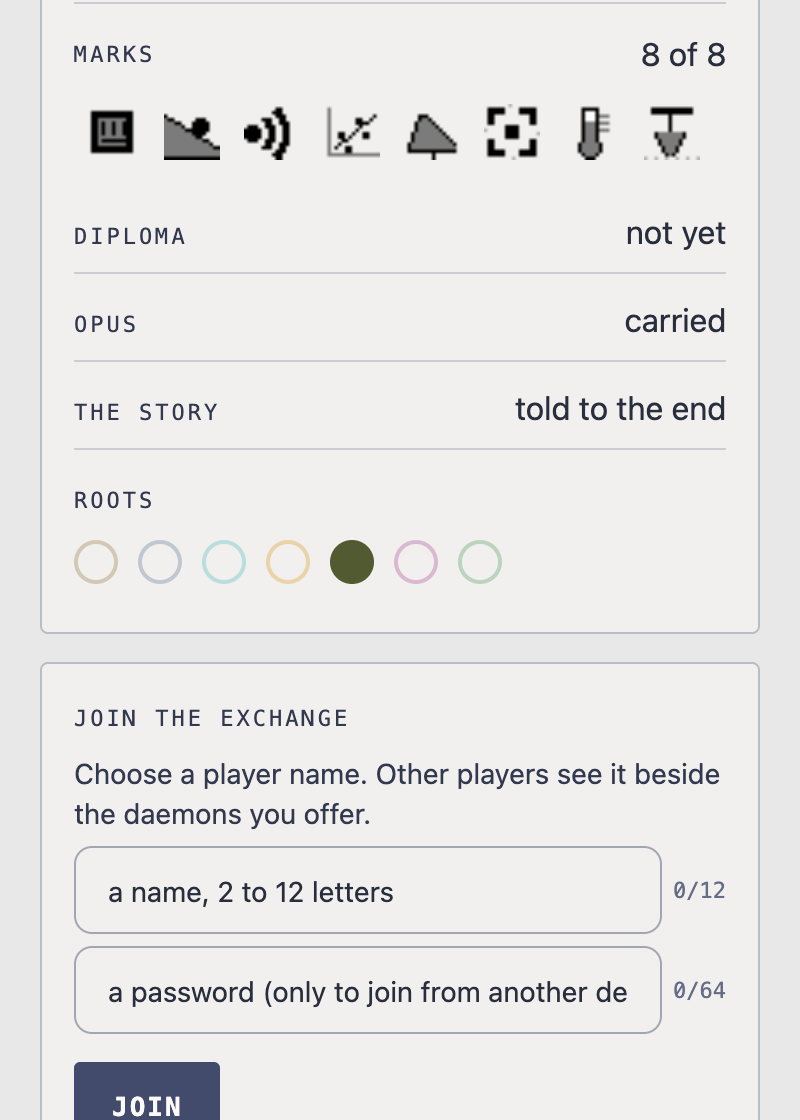 MARKS 8 of 8
DIPLOMA not yet
OPUS carried
THE STORY told to the end
ROOTS
JOIN THE EXCHANGE
Choose a player name. Other players see it beside
the daemons you offer.
a name, 2 to 12 letters 0/12
a password (only to join from another de 0/64
JOIN